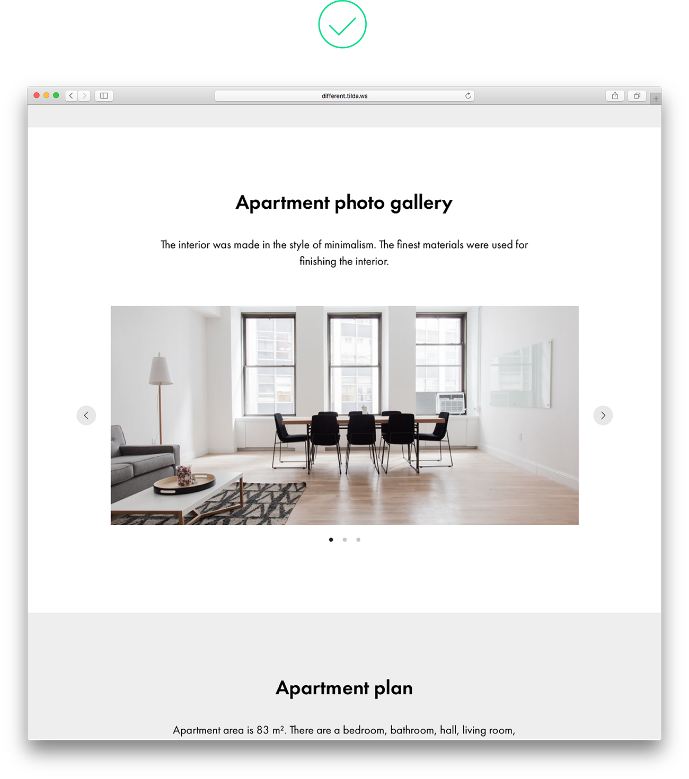 different.tilda.ws
Apartment photo gallery
The interior was made in the style of minimalism. The finest materials were used for
finishing the interior.
Apartment plan
Apartment area is 83 m². There are a bedroom, bathroom, hall, living room,